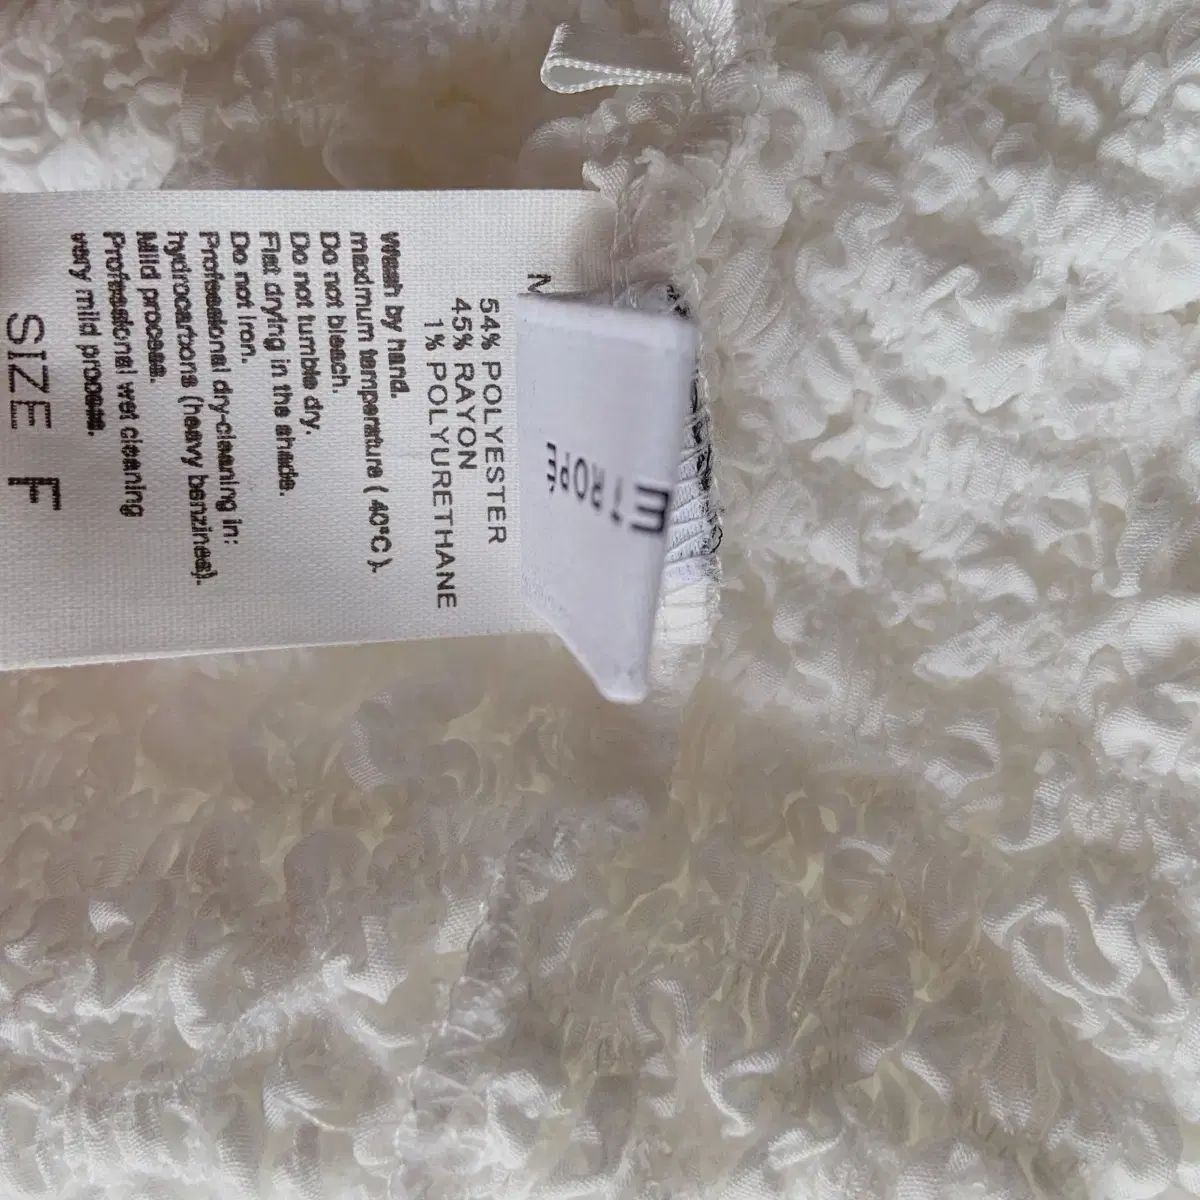 54% POLYESTER
45% RAYON
1% POLYURETHANE
Wash by hand.
maximum temperature ( 40°C ).
Do not bleach.
Do not tumble dry.
Flat drying in the shade.
Do not iron.
Professional dry-cleaning in:
hydrocarbons (heavy benzines).
Mild process.
Professional wet cleaning
very mild process.
SIZE F